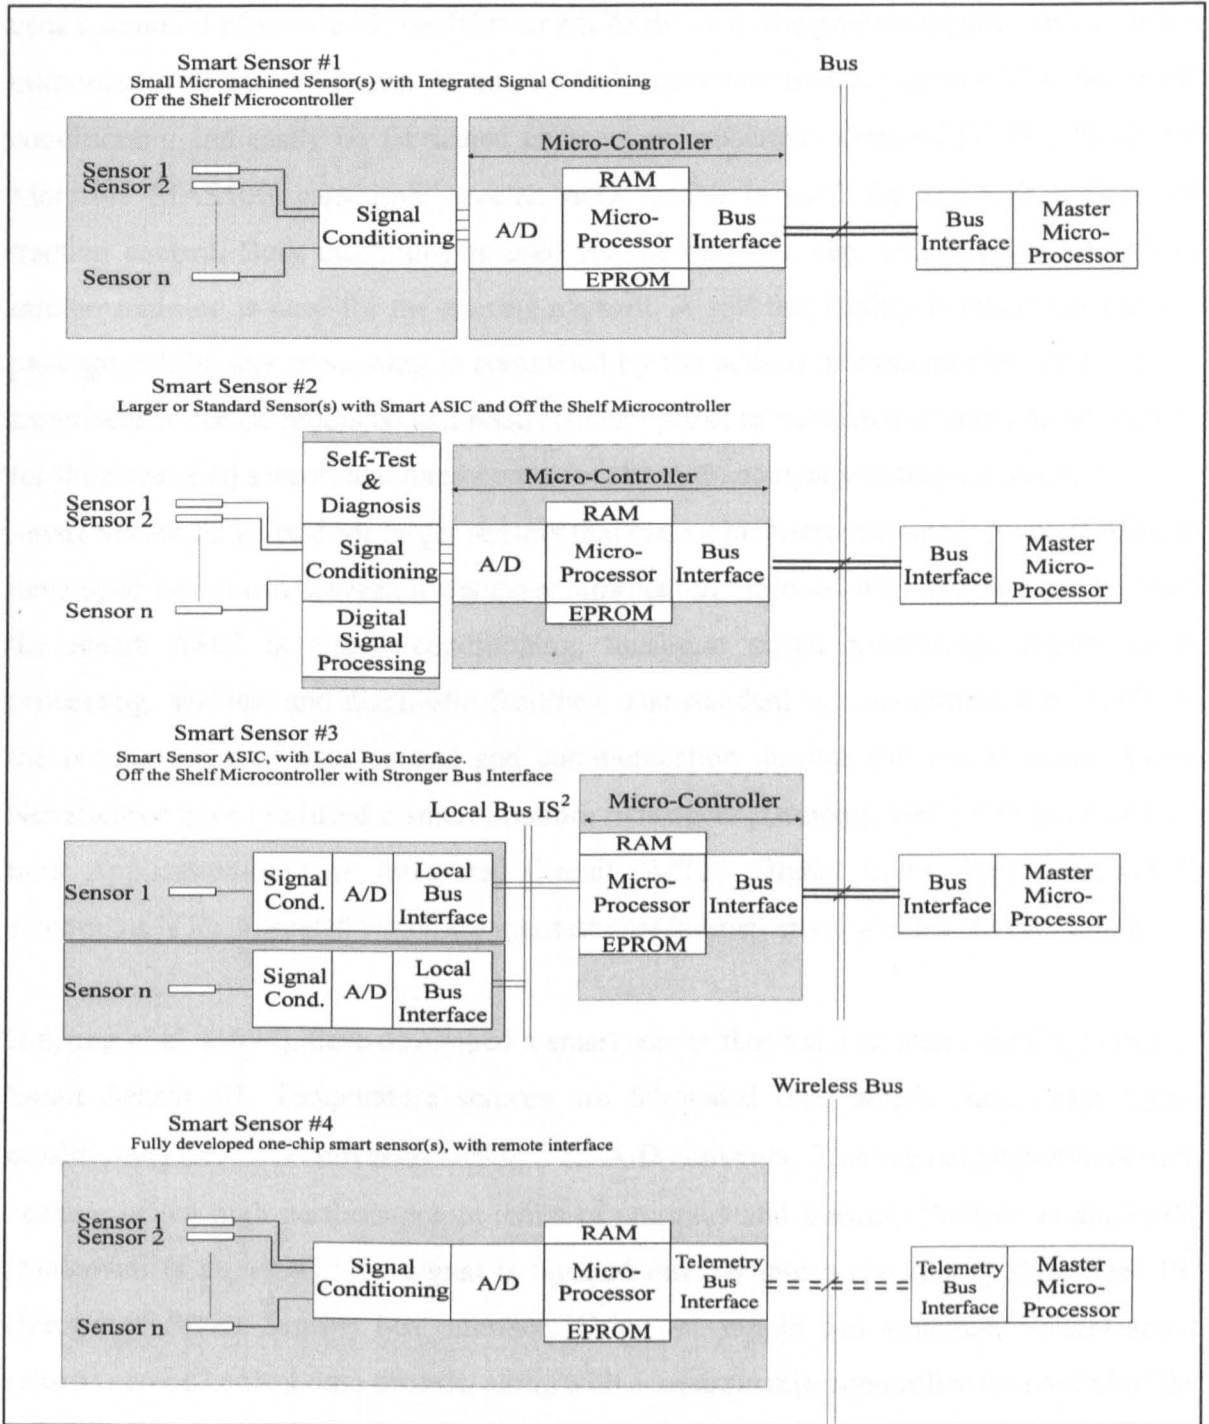 Smart Sensor #1
Small Micromachined Sensor(s) with Integrated Signal Conditioning
Off the Shelf Microcontroller
Bus
Sensor 1
Sensor 2
Sensor n
Signal
Conditioning
Micro-Controller
A/D
RAM
Micro-
Processor
EPROM
Bus
Interface
Bus
Interface
Master
Micro-
Processor
Smart Sensor #2
Larger or Standard Sensor(s) with Smart ASIC and Off the Shelf Microcontroller
Sensor 1
Sensor 2
Sensor n
Self-Test
&
Diagnosis
Signal
Conditioning
Digital
Signal
Processing
Micro-Controller
A/D
RAM
Micro-
Processor
EPROM
Bus
Interface
Bus
Interface
Master
Micro-
Processor
Smart Sensor #3
Smart Sensor ASIC, with Local Bus Interface.
Off the Shelf Microcontroller with Stronger Bus Interface
Local Bus IS²
Sensor 1
Signal
Cond.
A/D
Local
Bus
Interface
Sensor n
Signal
Cond.
A/D
Local
Bus
Interface
Micro-Controller
RAM
Micro-
Processor
EPROM
Bus
Interface
Bus
Interface
Master
Micro-
Processor
Wireless Bus
Smart Sensor #4
Fully developed one-chip smart sensor(s), with remote interface
Sensor 1
Sensor 2
Sensor n
Signal
Conditioning
A/D
RAM
Micro-
Processor
EPROM
Telemetry
Bus
Interface
Telemetry
Bus
Interface
Master
Micro-
Processor